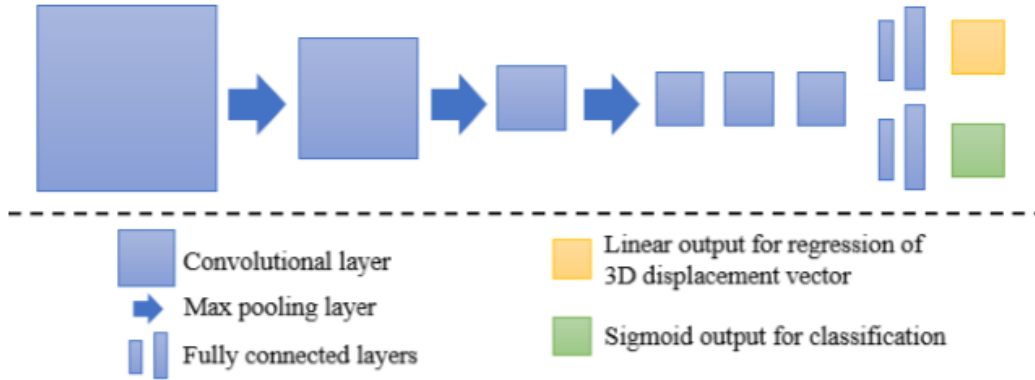 Convolutional layer
Max pooling layer
Fully connected layers
Linear output for regression of
3D displacement vector
Sigmoid output for classification